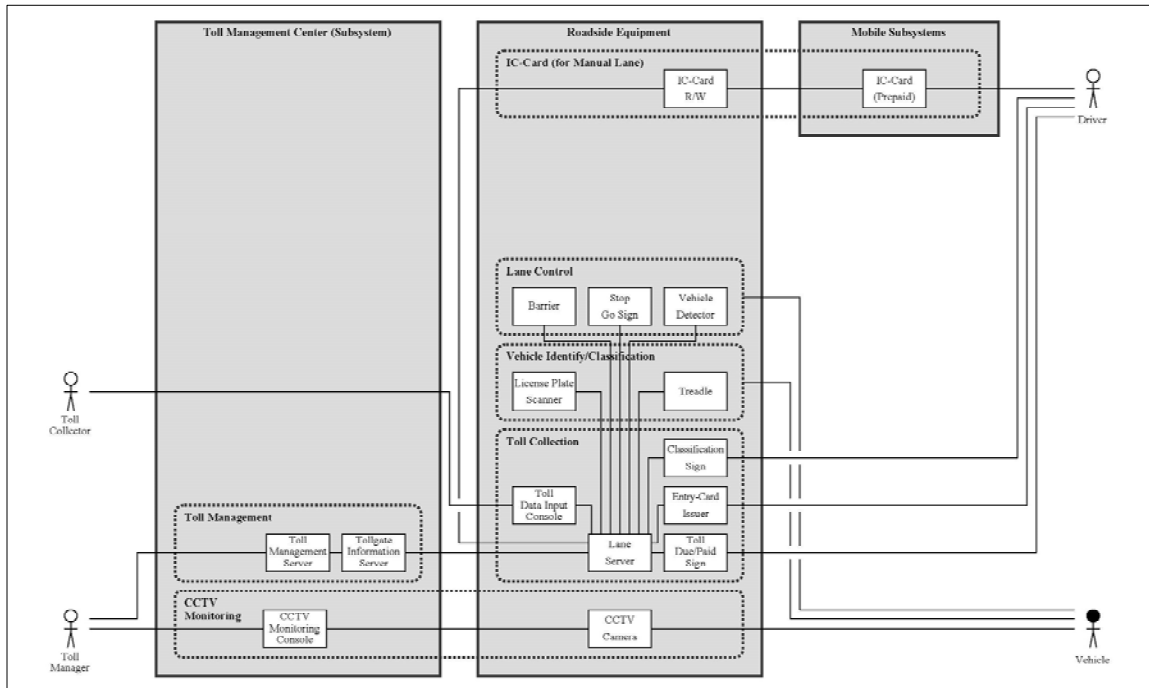 Toll Management Center (Subsystem)
Roadside Equipment
Mobile Subsystems
IC-Card (for Manual Lane)
IC-Card
R/W
IC-Card
(Prepaid)
Driver
Lane Control
Barrier
Stop
Go Sign
Vehicle
Detector
Vehicle Identify/Classification
License Plate
Scanner
Treadle
Toll
Collector
Toll Collection
Classification
Sign
Toll
Data Input
Console
Entry-Card
Issuer
Toll Management
Toll
Management
Server
Tollgate
Information
Server
Lane
Server
Toll
Due/Paid
Sign
CCTV
Monitoring
CCTV
Monitoring
Console
CCTV
Camera
Toll
Manager
Vehicle